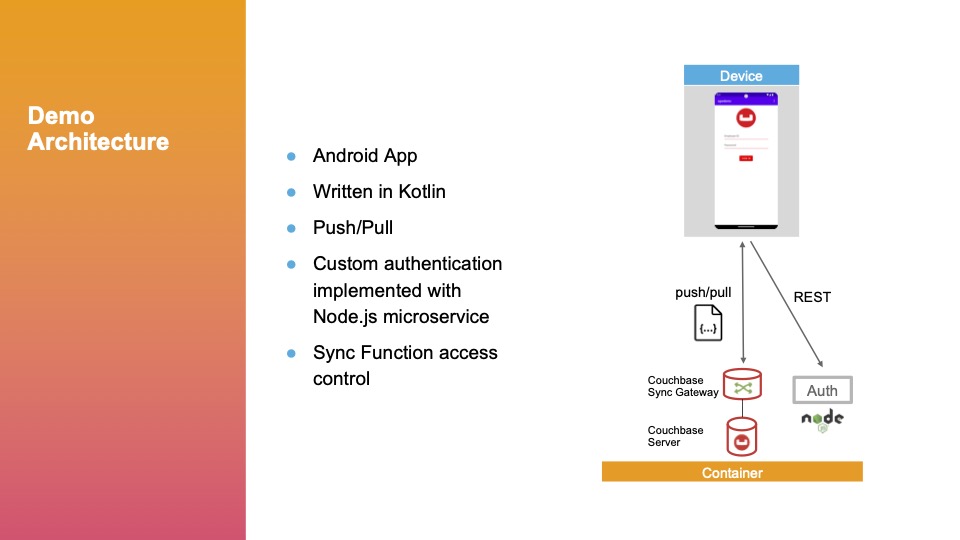 Demo
Architecture
Android App
Written in Kotlin
Push/Pull
Custom authentication
implemented with
Node.js microservice
Sync Function access
control
Device
push/pull
REST
{...}
Couchbase
Sync Gateway
Auth
node
Couchbase
Server
Container